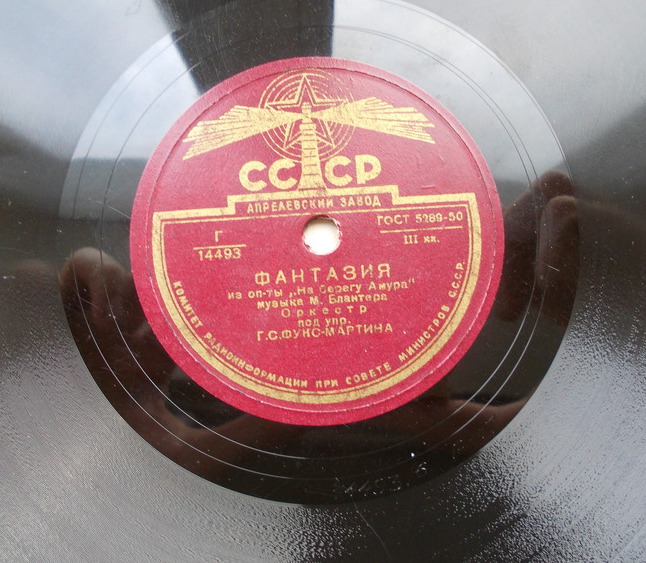 СССР
АПРЕЛЕВСКИЙ ЗАВОД
Г
14493
ГОСТ 5289-50
III кл.
ФАНТАЗИЯ
из оп-ты „На берегу Амура"
музыка М. Блантера
Оркестр
под упр.
Г.С.ФУКС-МАРТИНА
КОМИТЕТ РАДИОИНФОРМАЦИИ ПРИ СОВЕТЕ МИНИСТРОВ СССР.